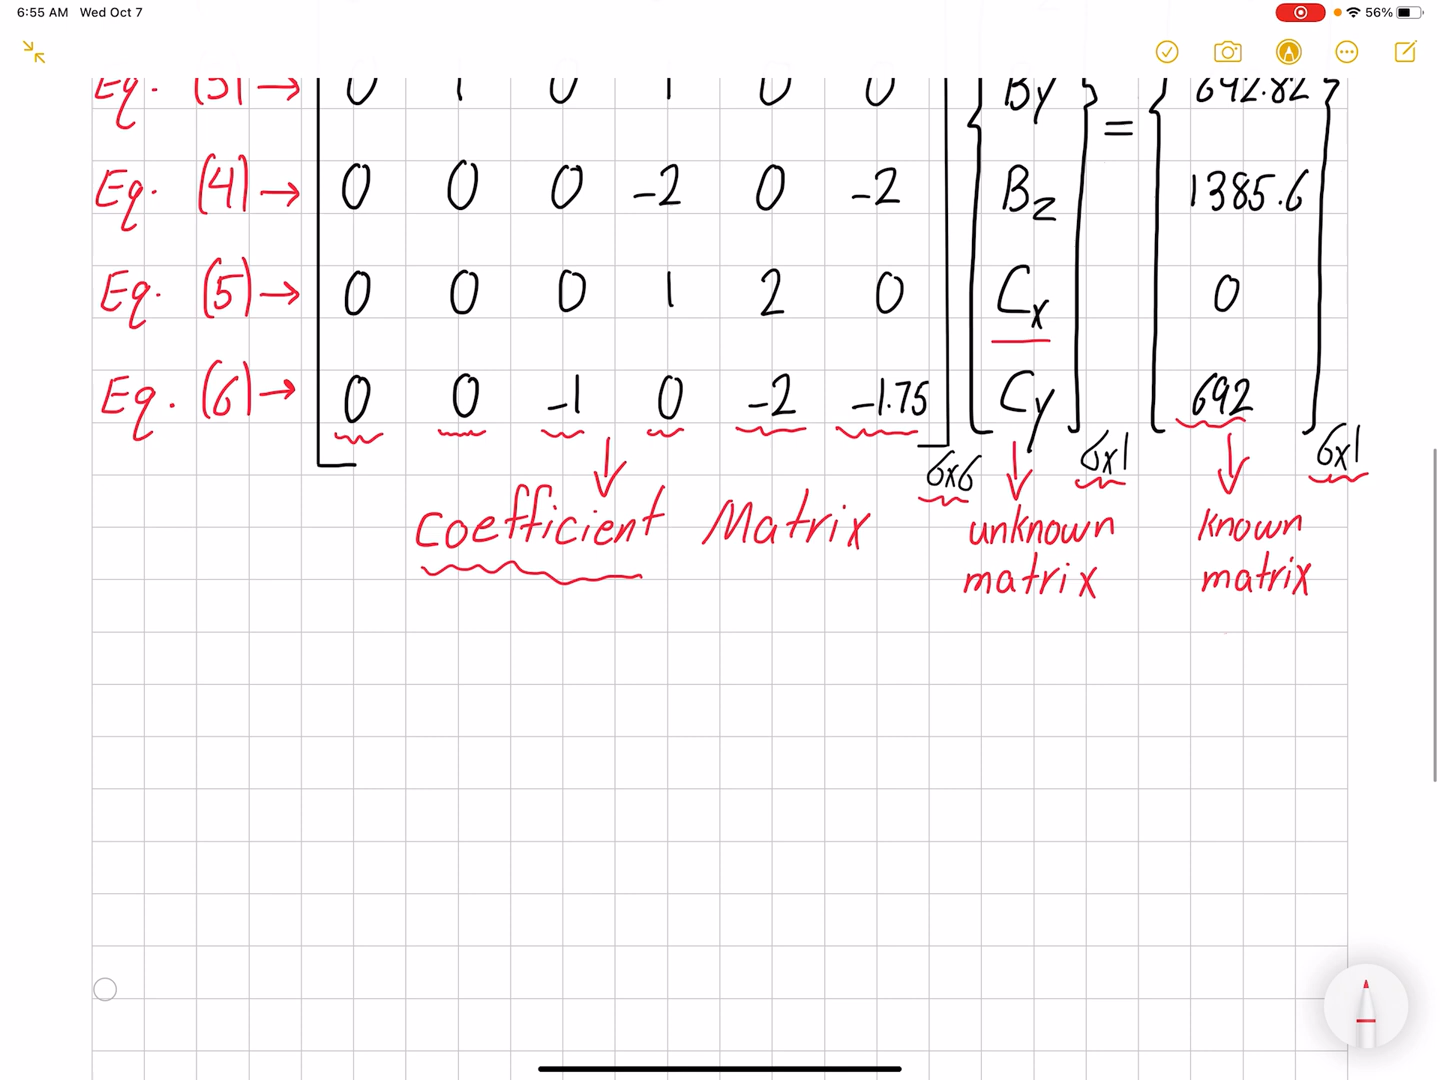 6:55 AM Wed Oct 7 56%
Eq. (3) → 0 1 0 1 0 0 By = 692.82
Eq. (4) → 0 0 0 -2 0 -2 Bz 1385.6
Eq. (5) → 0 0 0 1 2 0 Cx 0
Eq. (6) → 0 0 -1 0 -2 -1.75 Cy 692
6x6 6x1 6x1
Coefficient Matrix unknown matrix known matrix